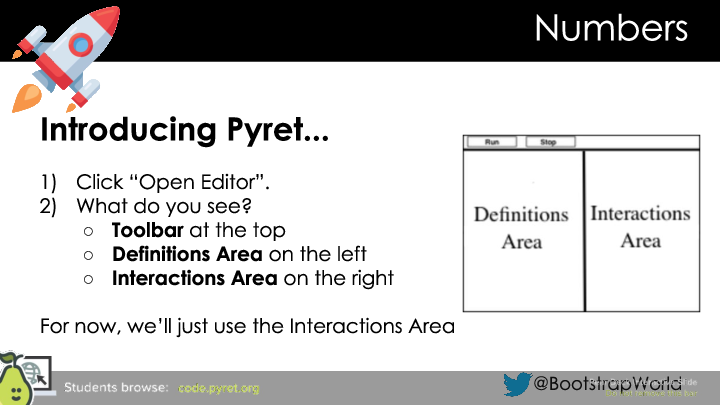 Numbers
Introducing Pyret...
1) Click “Open Editor”.
2) What do you see?
○ Toolbar at the top
○ Definitions Area on the left
○ Interactions Area on the right
For now, we’ll just use the Interactions Area
Run Stop
Definitions
Area
Interactions
Area
Students browse: code.pyret.org
@BootstrapWorld